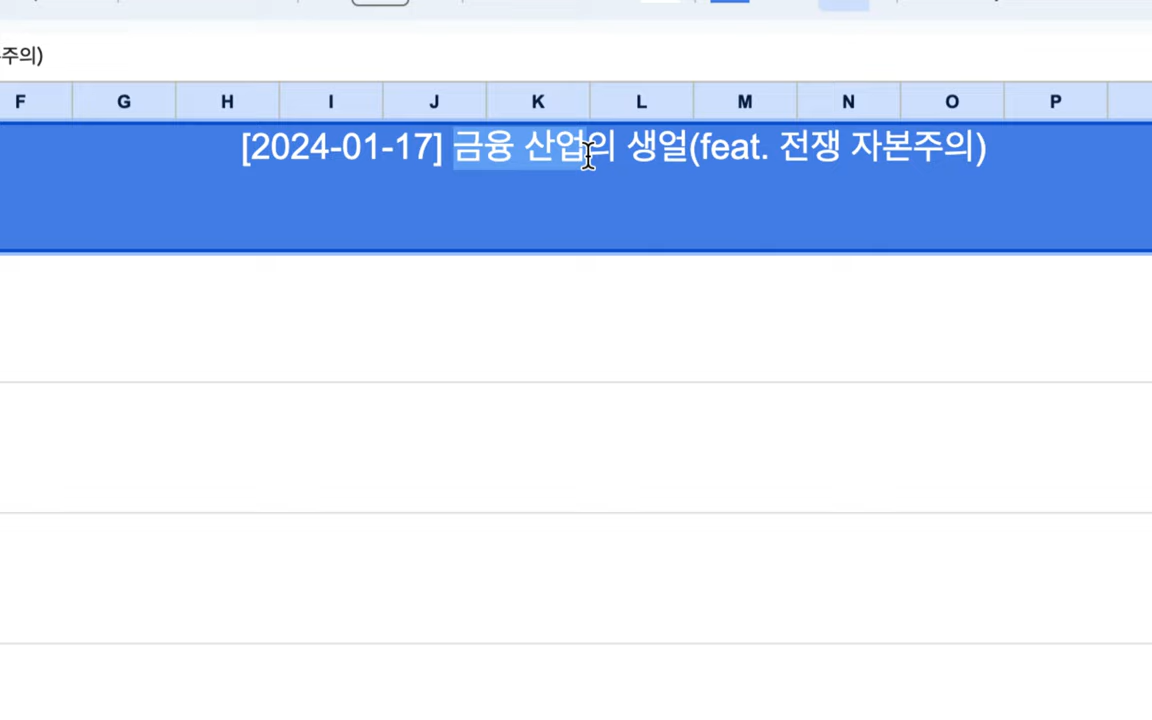 주의)
F G H I J K L M N O P
[2024-01-17] 금융 산업의 생얼(feat. 전쟁 자본주의)